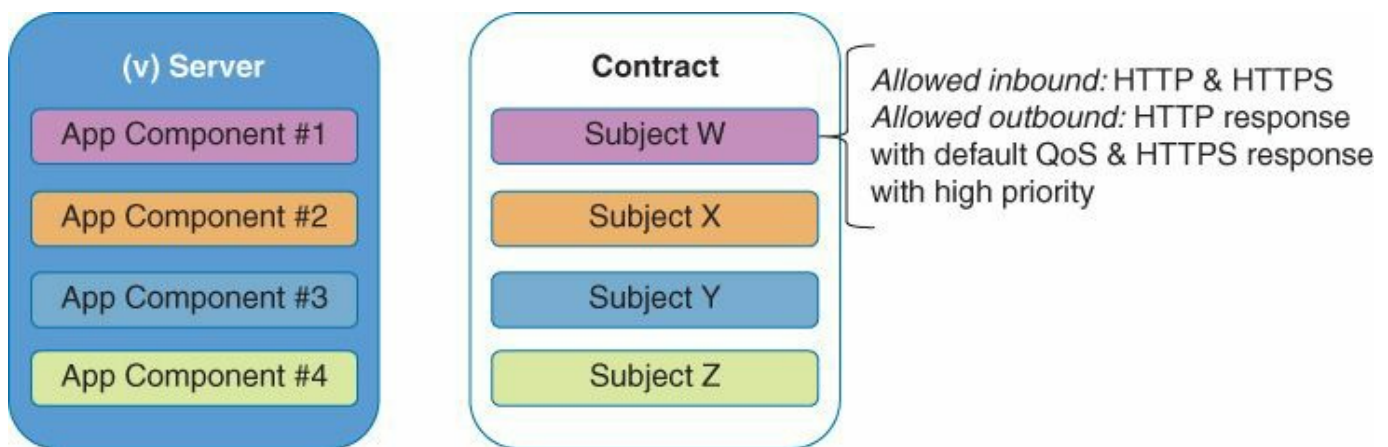 (v) Server
App Component #1
App Component #2
App Component #3
App Component #4
Contract
Subject W
Subject X
Subject Y
Subject Z
Allowed inbound: HTTP & HTTPS
Allowed outbound: HTTP response
with default QoS & HTTPS response
with high priority